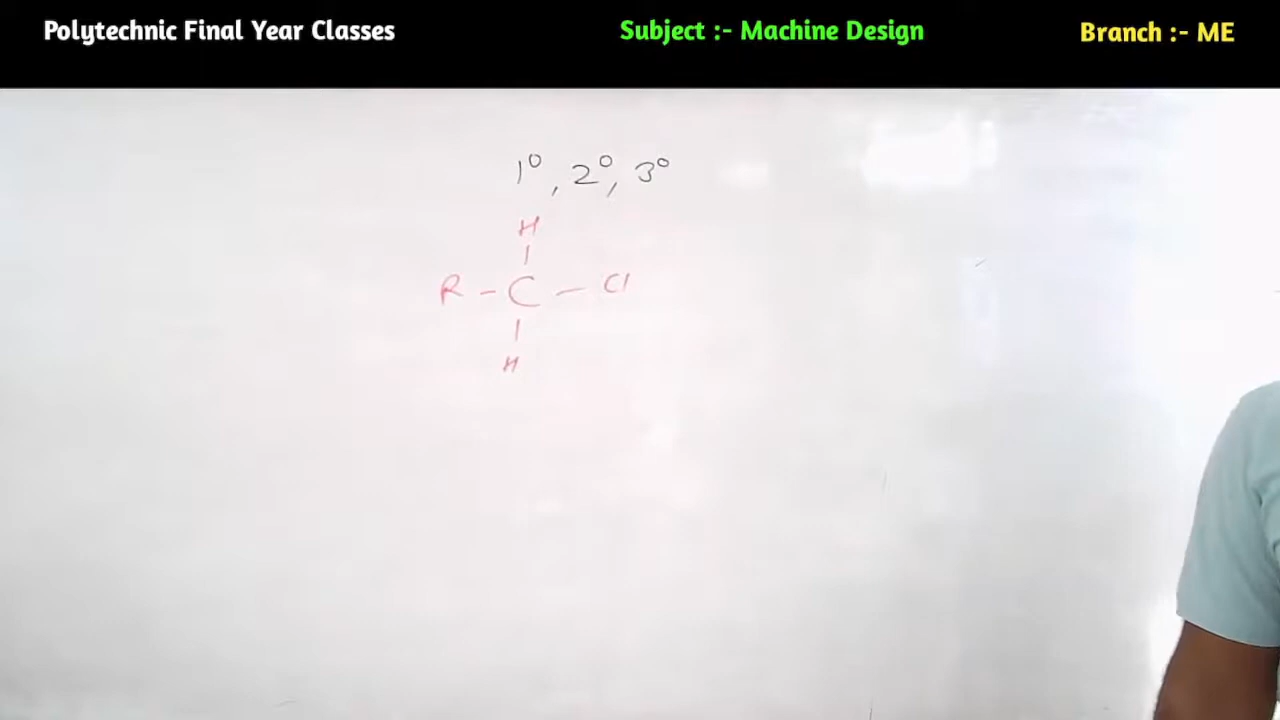 Polytechnic Final Year Classes Subject :- Machine Design Branch :- ME
1°, 2°, 3°
H
|
R - C - Cl
|
H